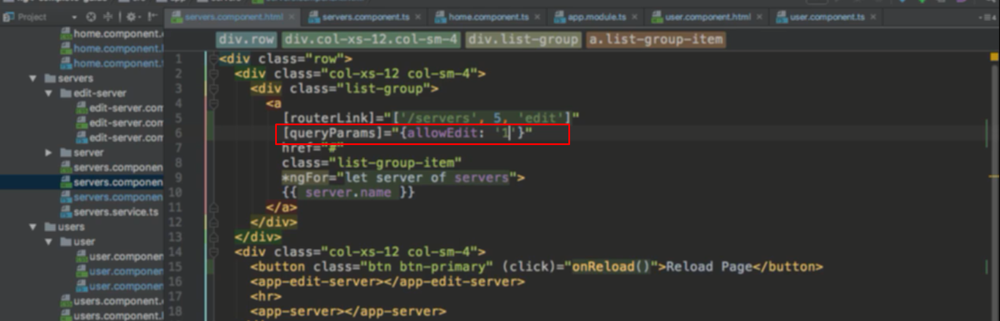 Project
servers.component.html
servers.component.ts
home.component.ts
app.module.ts
user.component.html
user.component.ts
div.row div.col-xs-12.col-sm-4 div.list-group a.list-group-item
home.component.
home.component.
home.component.
servers
edit-server
edit-server.com
edit-server.com
edit-server.com
server
servers.component
servers.componen
servers.component
servers.service.ts
users
user
user.componen
user.component
user.component
users.component.
users.component.
1 <div class="row">
2 <div class="col-xs-12 col-sm-4">
3 <div class="list-group">
4 <a
5 [routerLink]="['/servers', 5, 'edit']"
6 [queryParams]="{allowEdit: '1'}"
7 href="#"
8 class="list-group-item"
9 *ngFor="let server of servers">
10 {{ server.name }}
11 </a>
12 </div>
13 </div>
14 <div class="col-xs-12 col-sm-4">
15 <button class="btn btn-primary" (click)="onReload()">Reload Page</button>
16 <app-edit-server></app-edit-server>
17 <hr>
18 <app-server></app-server>